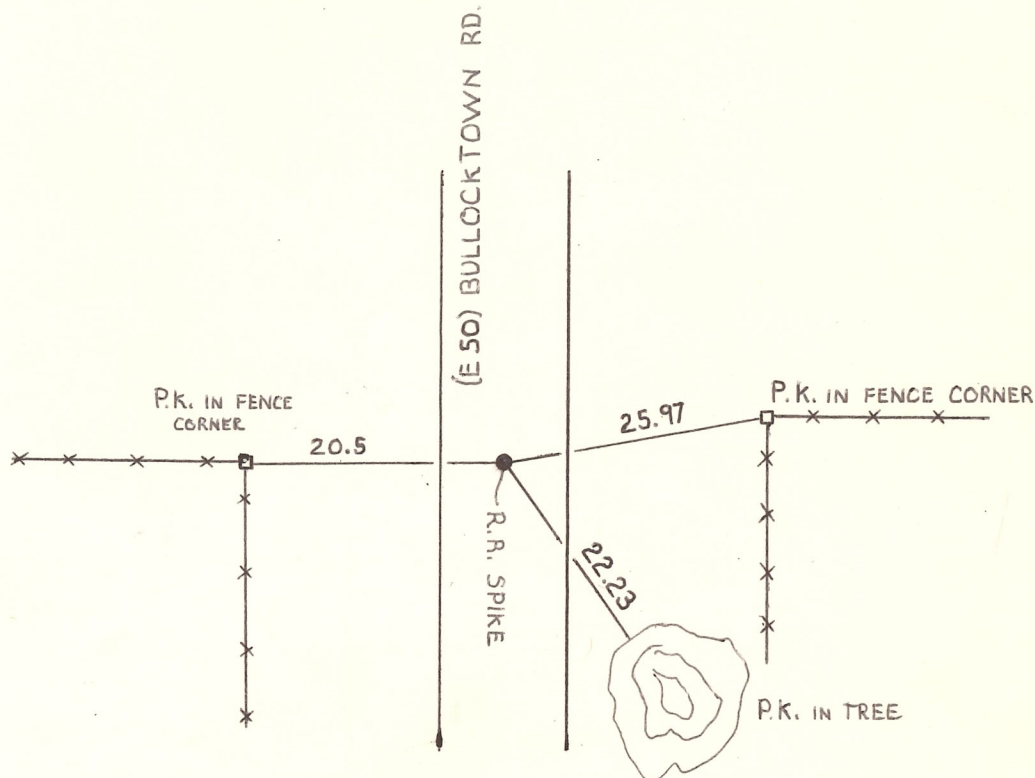 (E 50) BULLOCKTOWN RD.
P.K. IN FENCE
CORNER
P.K. IN FENCE CORNER
20.5
25.97
R.R. SPIKE
22.23
P.K. IN TREE